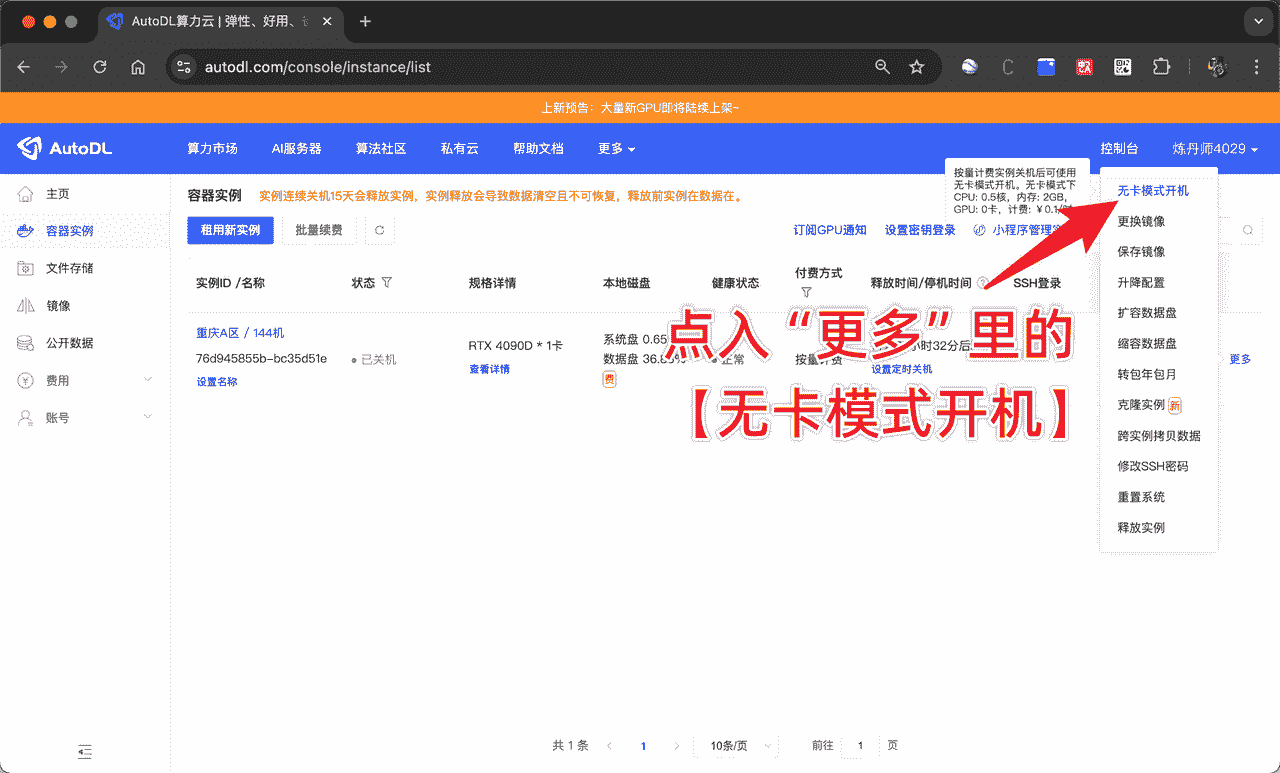 AutoDL算力云 | 弹性、好用、
autodl.com/console/instance/list
上新预告：大量新GPU即将陆续上架~
AutoDL
算力市场
AI服务器
算法社区
私有云
帮助文档
更多
控制台
炼丹师4029
主页
容器实例
文件存储
镜像
公开数据
费用
账号
容器实例
实例连续关机15天会释放实例，实例释放会导致数据清空且不可恢复，释放前实例在数据在。
租用新实例
批量续费
订阅GPU通知
设置密钥登录
小程序管理
按量计费实例关机后可使用
无卡模式开机。无卡模式下
CPU: 0.5核，内存: 2GB,
GPU: 0卡，计费: ¥0.1/
实例ID /名称
状态
规格详情
本地磁盘
健康状态
付费方式
释放时间/停机时间
SSH登录
重庆A区 / 144机
76d945855b-bc35d51e
设置名称
已关机
RTX 4090D * 1卡
查看详情
系统盘 0.65
数据盘 36.85%
费
正常
按量计费
小时32分后
设置定时关机
更多
点入“更多”里的
【无卡模式开机】
无卡模式开机
更换镜像
保存镜像
升降配置
扩容数据盘
缩容数据盘
转包年包月
克隆实例 新
跨实例拷贝数据
修改SSH密码
重置系统
释放实例
共 1 条
1
10条/页
前往
1
页